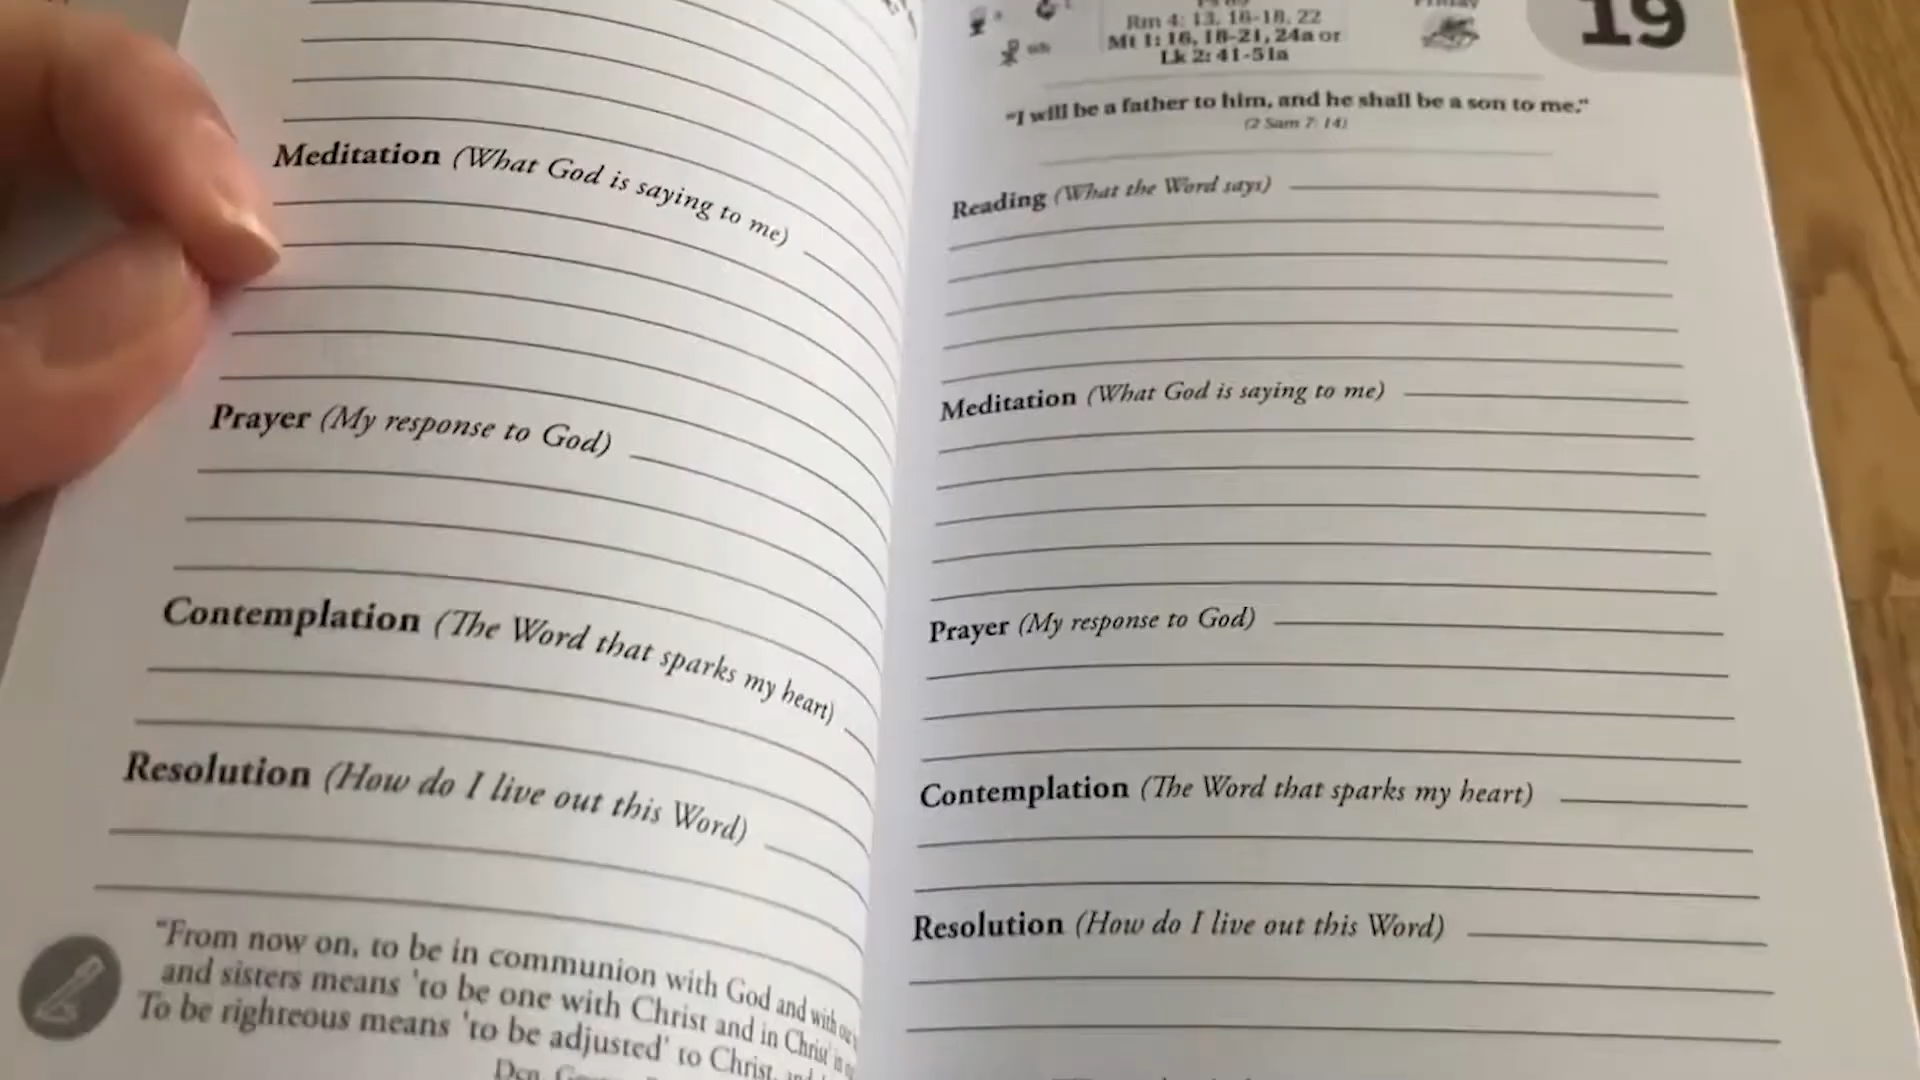 Meditation (What God is saying to me)
Prayer (My response to God)
Contemplation (The Word that sparks my heart)
Resolution (How do I live out this Word)
"From now on, to be in communion with God and with our
and sisters means 'to be one with Christ and in Christ' in
To be righteous means 'to be adjusted' to Christ, and
Dcn.
19
Rm 4: 13, 16-18, 22
Mt 1: 16, 18-21, 24a or
Lk 2: 41-51a
"I will be a father to him, and he shall be a son to me."
(2 Sam 7: 14)
Reading (What the Word says)
Meditation (What God is saying to me)
Prayer (My response to God)
Contemplation (The Word that sparks my heart)
Resolution (How do I live out this Word)